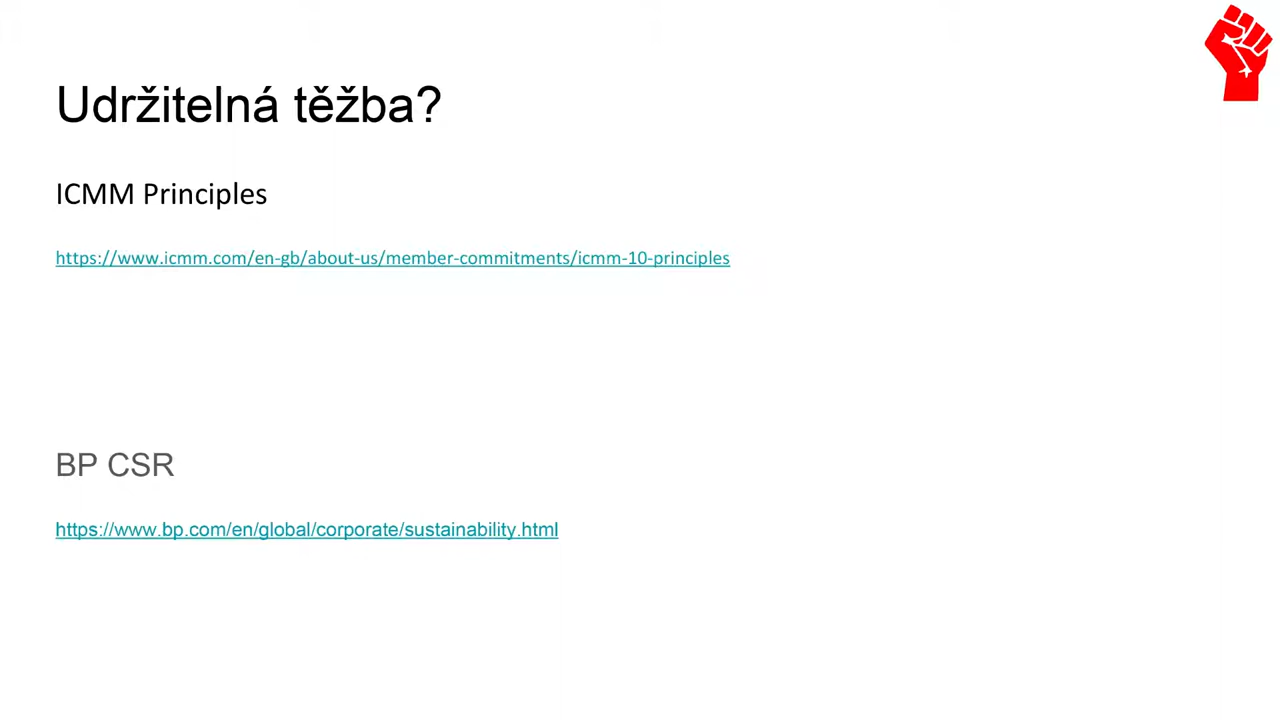 Udržitelná těžba?
ICMM Principles
https://www.icmm.com/en-gb/about-us/member-commitments/icmm-10-principles
BP CSR
https://www.bp.com/en/global/corporate/sustainability.html